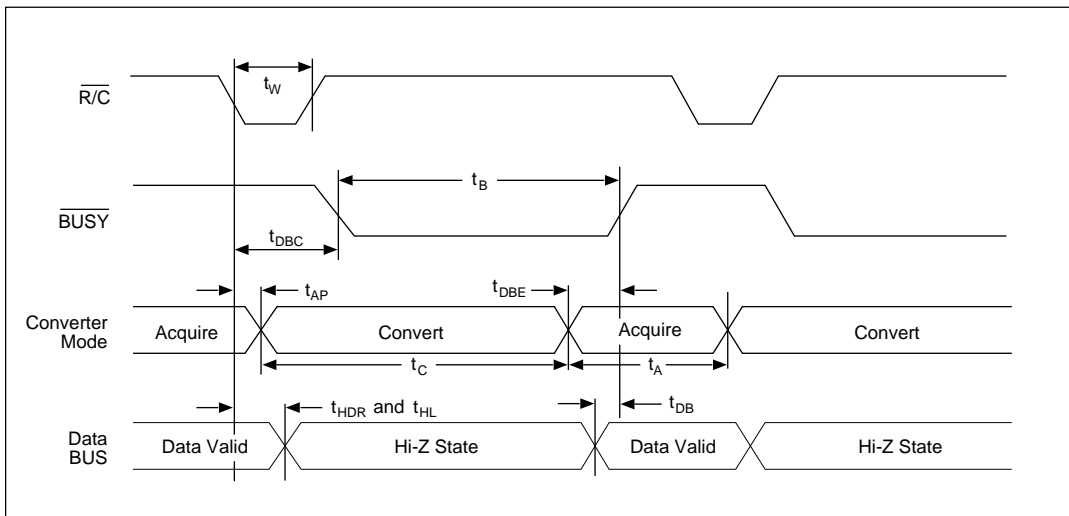 R/C
t_W
BUSY
t_B
t_DBC
t_AP
t_DBE
Converter
Mode
Acquire
Convert
Acquire
Convert
t_C
t_A
t_HDR and t_HL
t_DB
Data
BUS
Data Valid
Hi-Z State
Data Valid
Hi-Z State